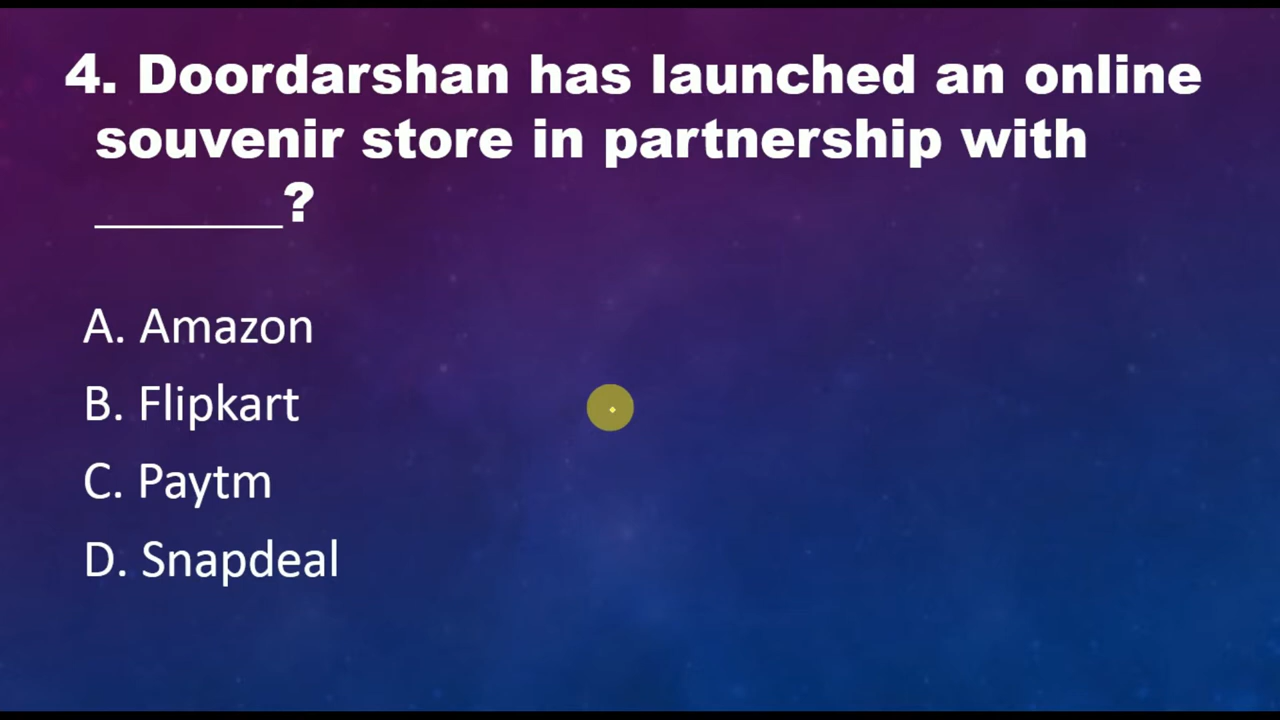 4. Doordarshan has launched an online
souvenir store in partnership with
________?
A. Amazon
B. Flipkart
C. Paytm
D. Snapdeal